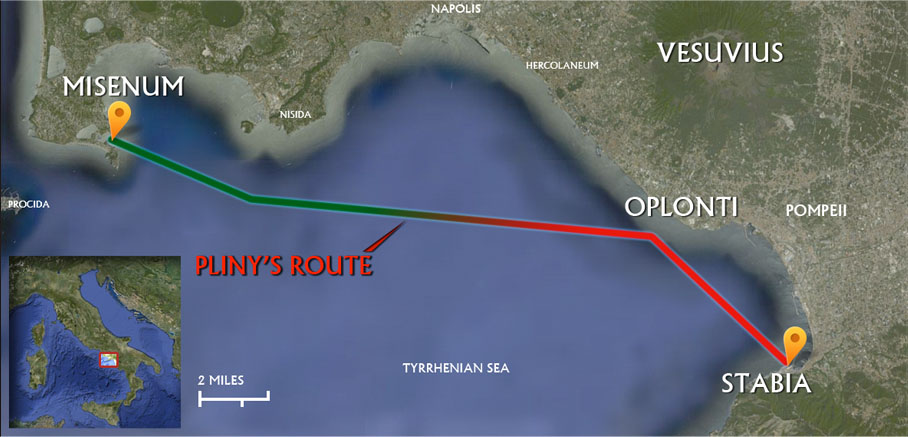 NAPOLIS
VESUVIUS
HERCOLANEUM
MISENUM
NISIDA
PROCIDA
OPLONTI
POMPEII
PLINY'S ROUTE
TYRRHENIAN SEA
2 MILES
STABIA